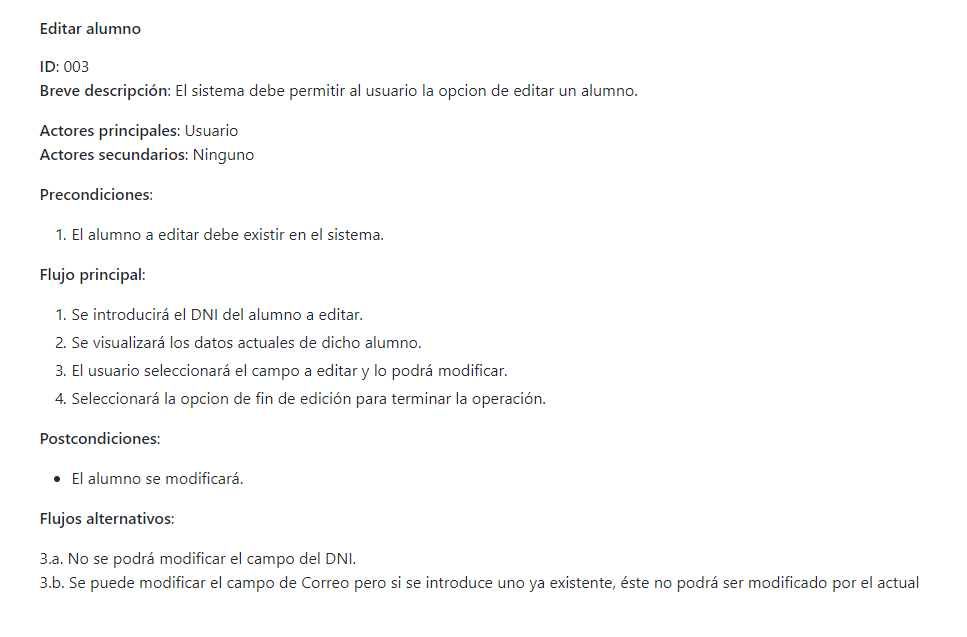 Editar alumno
ID: 003
Breve descripción: El sistema debe permitir al usuario la opcion de editar un alumno.
Actores principales: Usuario
Actores secundarios: Ninguno
Precondiciones:
1. El alumno a editar debe existir en el sistema.
Flujo principal:
1. Se introducirá el DNI del alumno a editar.
2. Se visualizará los datos actuales de dicho alumno.
3. El usuario seleccionará el campo a editar y lo podrá modificar.
4. Seleccionará la opcion de fin de edición para terminar la operación.
Postcondiciones:
• El alumno se modificará.
Flujos alternativos:
3.a. No se podrá modificar el campo del DNI.
3.b. Se puede modificar el campo de Correo pero si se introduce uno ya existente, éste no podrá ser modificado por el actual